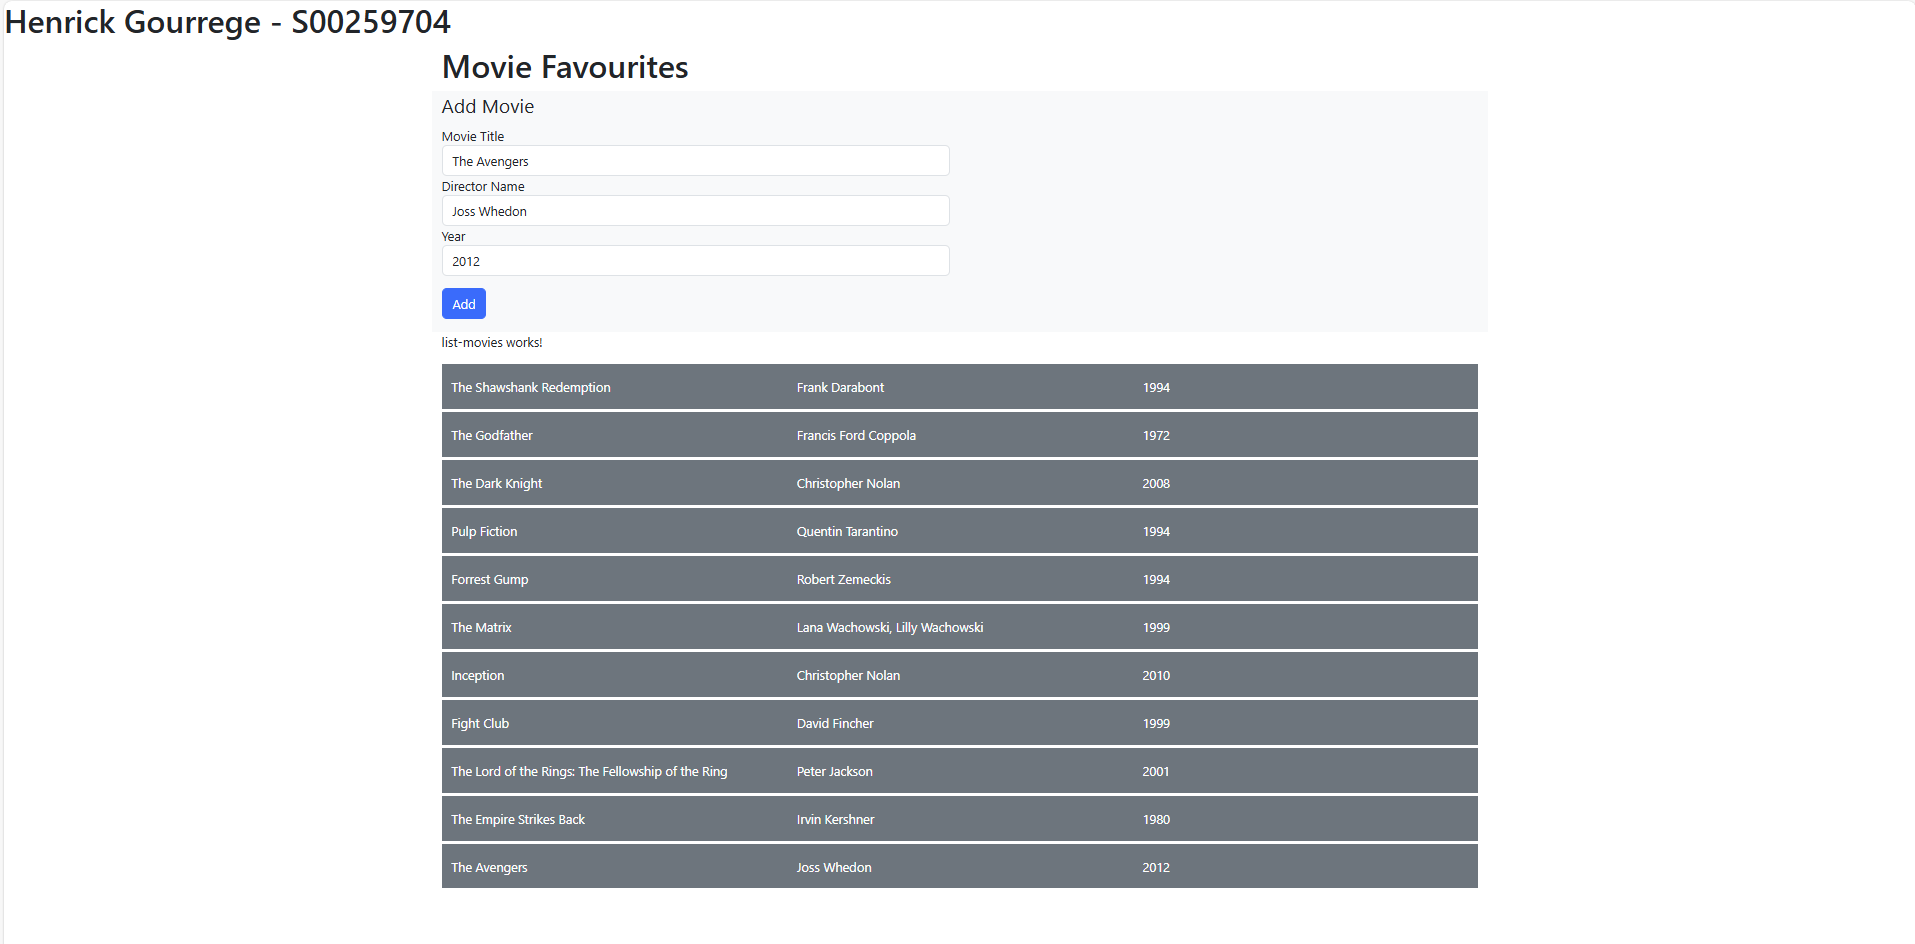 Henrick Gourrege - S00259704
Movie Favourites
Add Movie
Movie Title
The Avengers
Director Name
Joss Whedon
Year
2012
Add
list-movies works!
The Shawshank Redemption Frank Darabont 1994
The Godfather Francis Ford Coppola 1972
The Dark Knight Christopher Nolan 2008
Pulp Fiction Quentin Tarantino 1994
Forrest Gump Robert Zemeckis 1994
The Matrix Lana Wachowski, Lilly Wachowski 1999
Inception Christopher Nolan 2010
Fight Club David Fincher 1999
The Lord of the Rings: The Fellowship of the Ring Peter Jackson 2001
The Empire Strikes Back Irvin Kershner 1980
The Avengers Joss Whedon 2012